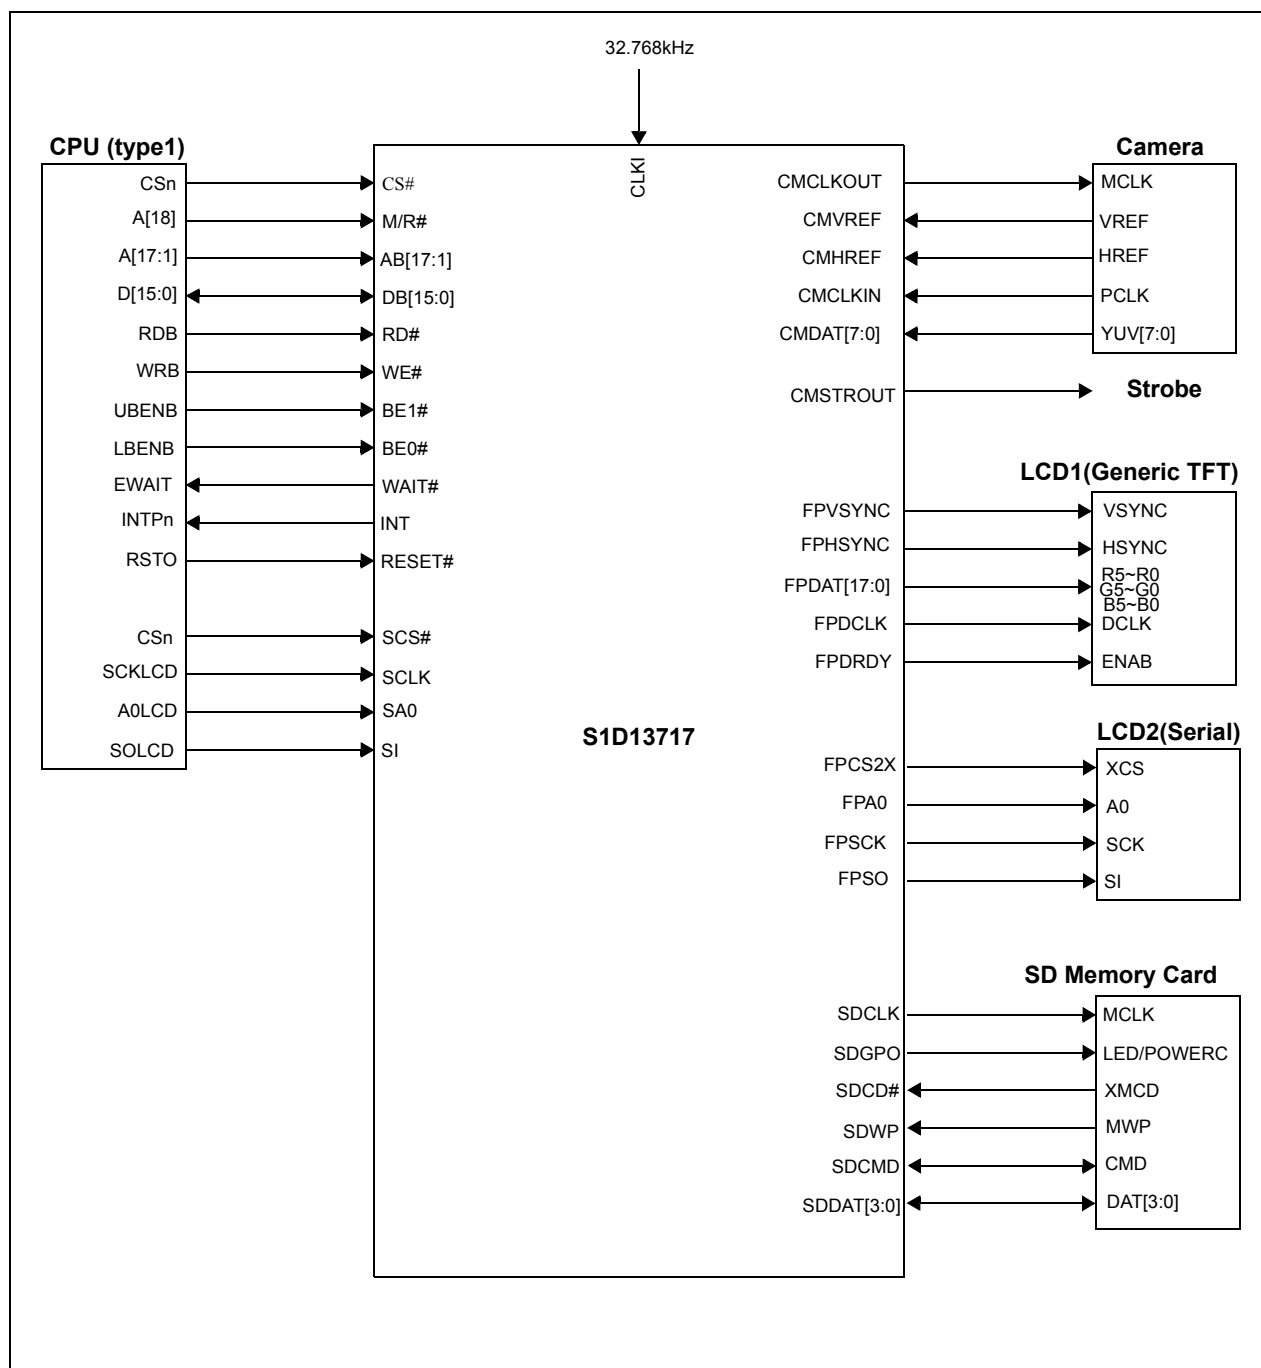 32.768kHz
CPU (type1)
CSn
A[18]
A[17:1]
D[15:0]
RDB
WRB
UBENB
LBENB
EWAIT
INTPn
RSTO
CSn
SCKLCD
A0LCD
SOLCD
CLKI
CS#
M/R#
AB[17:1]
DB[15:0]
RD#
WE#
BE1#
BE0#
WAIT#
INT
RESET#
SCS#
SCLK
SA0
SI
S1D13717
CMCLKOUT
CMVREF
CMHREF
CMCLKIN
CMDAT[7:0]
CMSTROUT
FPVSYNC
FPHSYNC
FPDAT[17:0]
FPDCLK
FPDRDY
FPCS2X
FPA0
FPSCK
FPSO
SDCLK
SDGPO
SDCD#
SDWP
SDCMD
SDDAT[3:0]
Camera
MCLK
VREF
HREF
PCLK
YUV[7:0]
Strobe
LCD1(Generic TFT)
VSYNC
HSYNC
R5~R0
G5~G0
B5~B0
DCLK
ENAB
LCD2(Serial)
XCS
A0
SCK
SI
SD Memory Card
MCLK
LED/POWERC
XMCD
MWP
CMD
DAT[3:0]